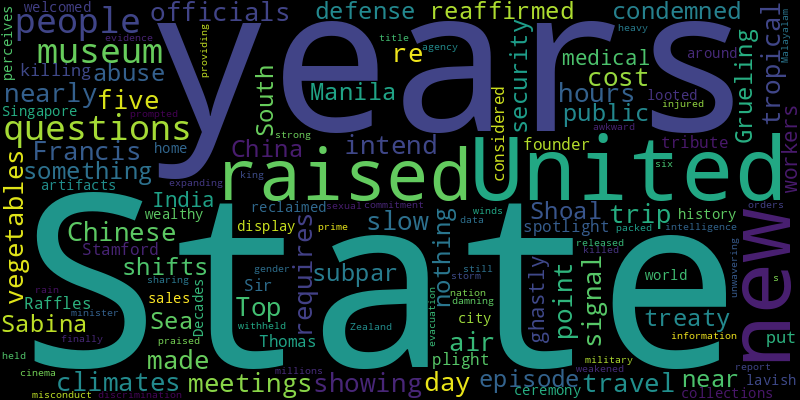 welcomed officials defense reaffirmed condemned
people years
perceives providing title re agency heavy around
museum evidence medical Malayalam
killing abuse Manila security cost looted Grueling tropical
nearly five South hours public injured
Singapore prompted strong considered awkward
questions China intend founder tribute workers
Francis home raised United six
something expanding king
vegetables artifacts India sexual commitment Shoal trip history orders
wealthy reclaimed winds spotlight packed intelligence
Chinese display prime slow data released
Stamford requires nothing killed unwavering new
shifts sharing gender Sir subpar storm still ghastly point signal world
State
rain Raffles sales Decades Top nation damning treaty s
minister withheld Zealand evacuation city information
Sabina Sea Thomas air put
finally praised made plight military
held cinema millions weakened near report
climates meetings showing day episode travel lavish
misconduct discrimination ceremony collections